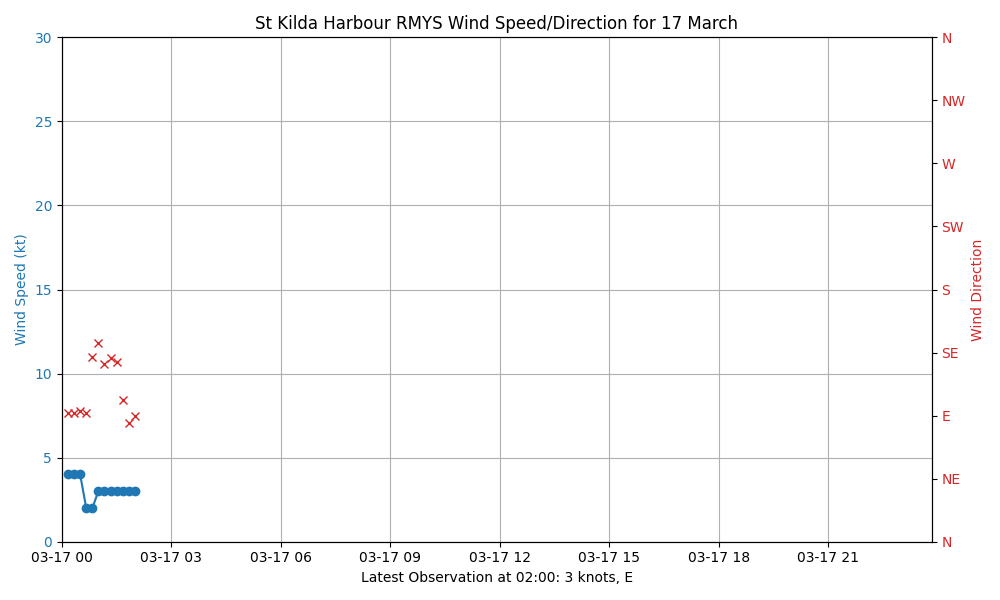 St Kilda Harbour RMYS Wind Speed/Direction for 17 March
30
25
20
15
10
5
0
Wind Speed (kt)
N
NW
W
SW
S
SE
E
NE
N
Wind Direction
03-17 00
03-17 03
03-17 06
03-17 09
03-17 12
03-17 15
03-17 18
03-17 21
Latest Observation at 02:00: 3 knots, E